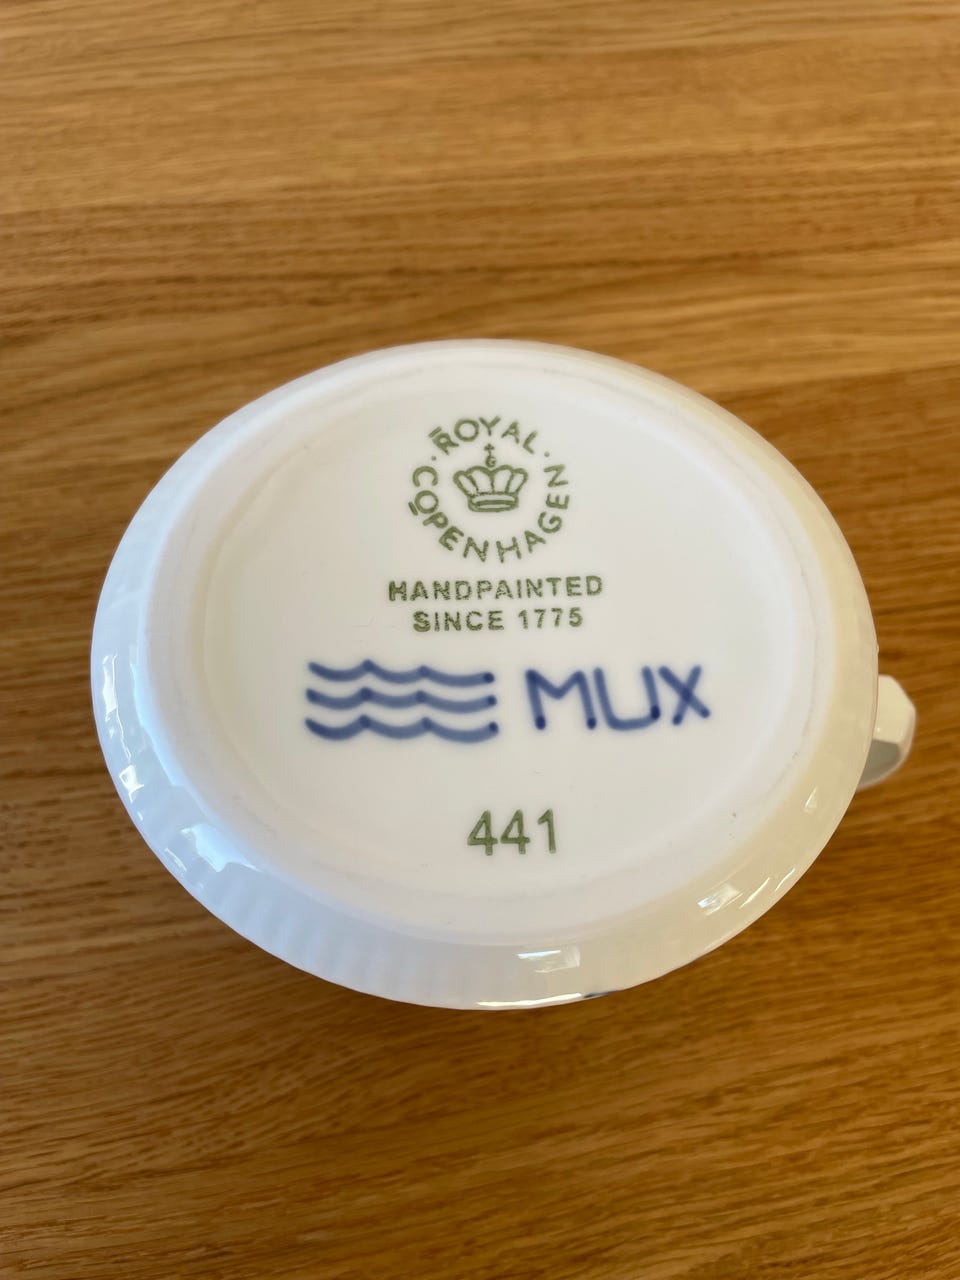 ROYAL COPENHAGEN
HANDPAINTED
SINCE 1775
MUX
441